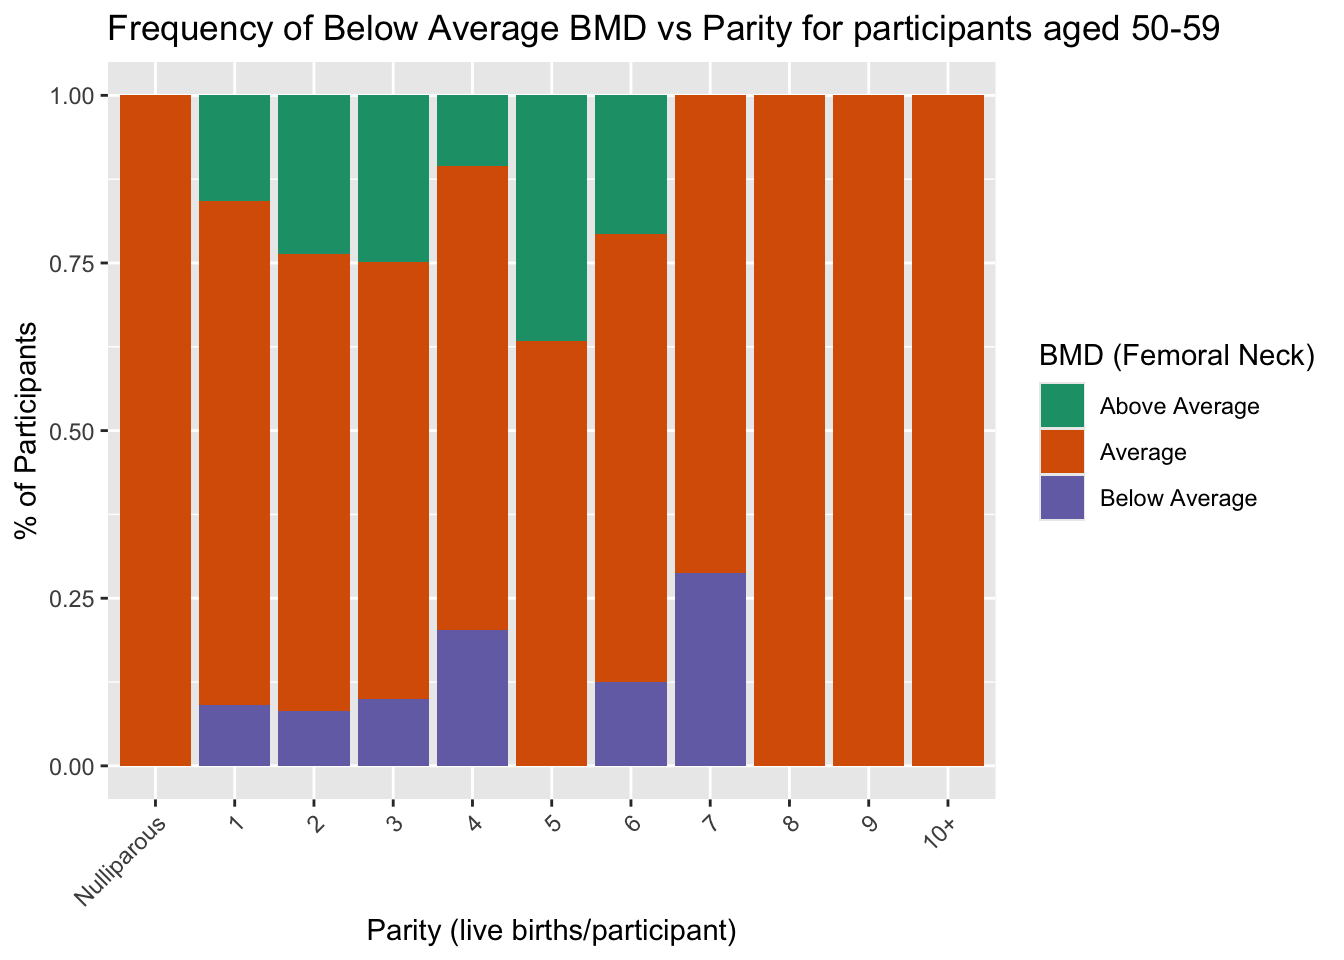 Frequency of Below Average BMD vs Parity for participants aged 50-59
% of Participants
1.00
0.75
0.50
0.25
0.00
Nulliparous
1
2
3
4
5
6
7
8
9
10+
Parity (live births/participant)
BMD (Femoral Neck)
Above Average
Average
Below Average